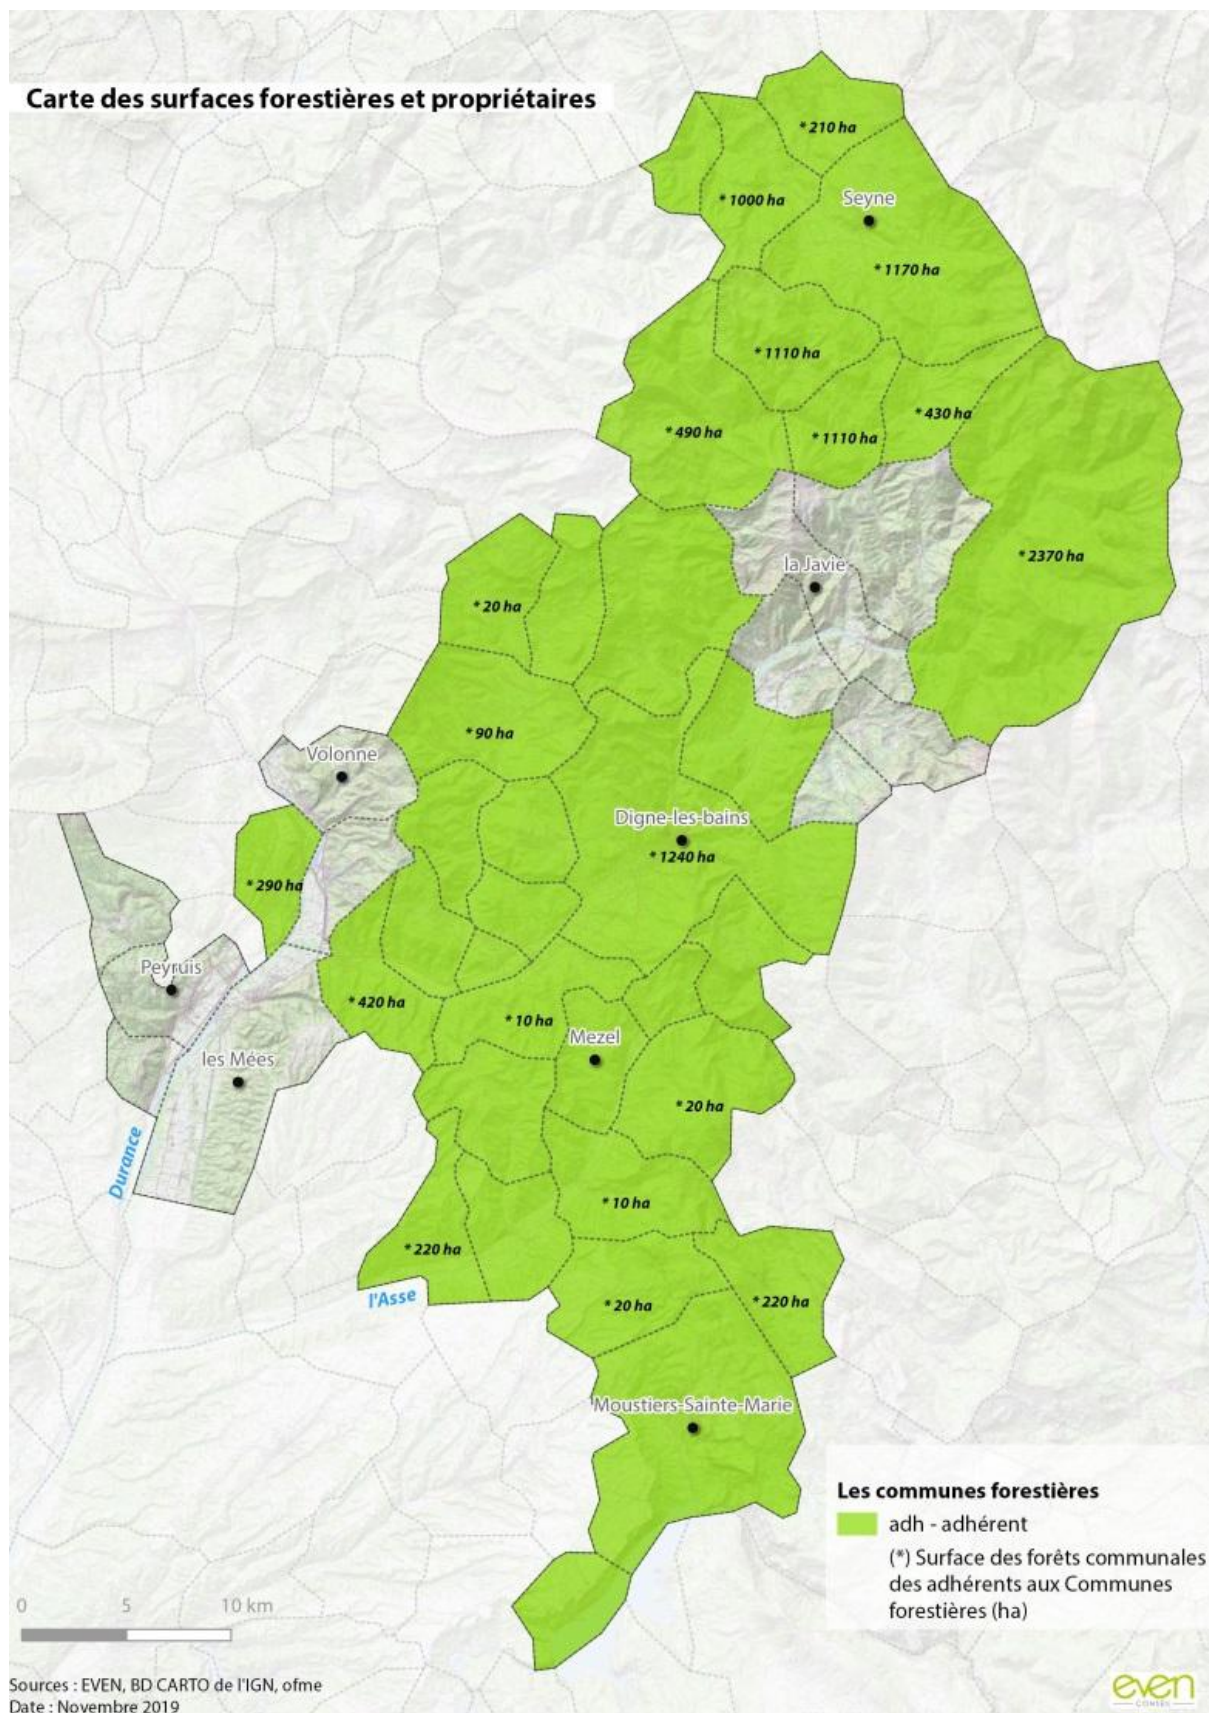 Carte des surfaces forestières et propriétaires
* 210 ha
* 1000 ha
Seyne
* 1170 ha
* 1110 ha
* 430 ha
* 490 ha
* 1110 ha
* 2370 ha
la Javie
* 20 ha
* 90 ha
Volonne
Digne-les-bains
* 1240 ha
* 290 ha
Peyruis
* 420 ha
* 10 ha
Mezel
les Mées
* 20 ha
Durance
* 10 ha
* 220 ha
l'Asse
* 20 ha
* 220 ha
Moustiers-Sainte-Marie
Les communes forestières
adh - adhérent
(*) Surface des forêts communales
des adhérents aux Communes
forestières (ha)
0 5 10 km
Sources : EVEN, BD CARTO de l'IGN, ofme
Date : Novembre 2019
even
CONSEIL